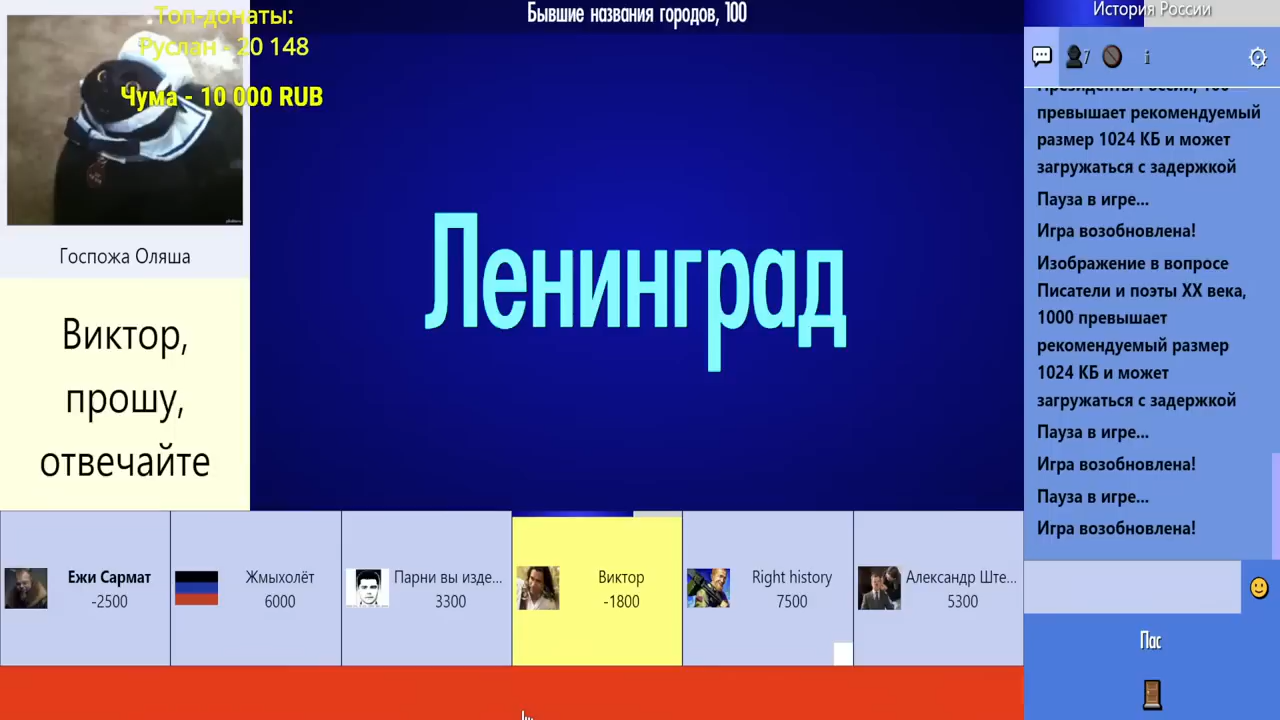 Топ-донаты:
Руслан - 20 148
Чума - 10 000 RUB
Бывшие названия городов, 100
История России
7
i
Ленинград
Госпожа Оляша
Виктор,
прошу,
отвечайте
Президенты России, 100
превышает рекомендуемый
размер 1024 КБ и может
загружаться с задержкой
Пауза в игре...
Игра возобновлена!
Изображение в вопросе
Писатели и поэты XX века,
1000 превышает
рекомендуемый размер
1024 КБ и может
загружаться с задержкой
Пауза в игре...
Игра возобновлена!
Пауза в игре...
Игра возобновлена!
Ежи Сармат
-2500
Жмыхолёт
6000
Парни вы изде...
3300
Виктор
-1800
Right history
7500
Александр Ште...
5300
Пас